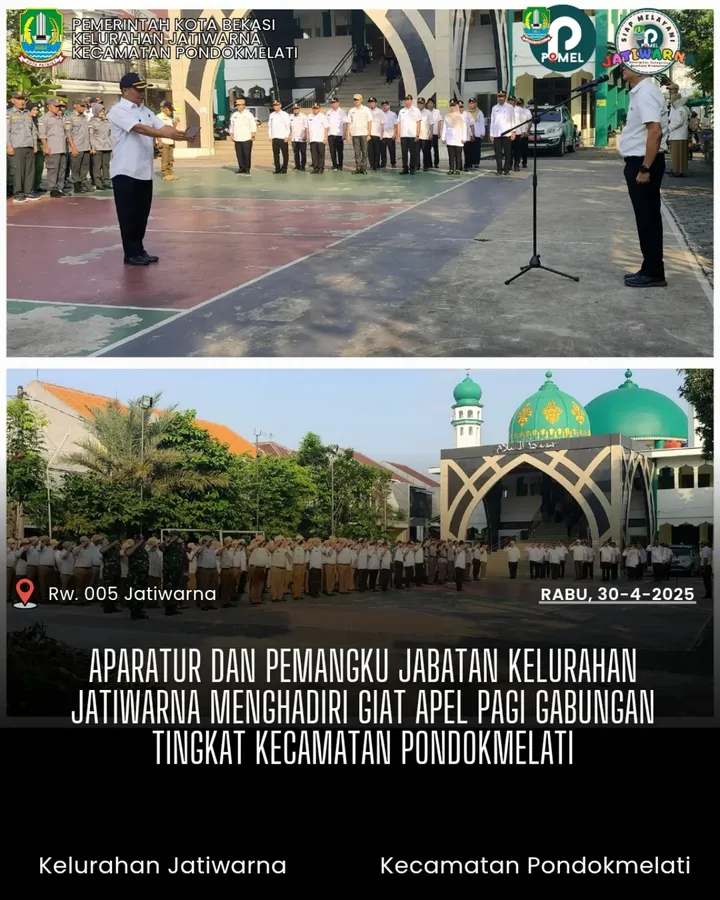 PEMERINTAH KOTA BEKASI
KELURAHAN JATIWARNA
KECAMATAN PONDOKMELATI
POMEL
SIAP MELAYANI
POMEL
JATIWARNA
Rw. 005 Jatiwarna
RABU, 30-4-2025
APARATUR DAN PEMANGKU JABATAN KELURAHAN
JATIWARNA MENGHADIRI GIAT APEL PAGI GABUNGAN
TINGKAT KECAMATAN PONDOKMELATI
Kelurahan Jatiwarna
Kecamatan Pondokmelati